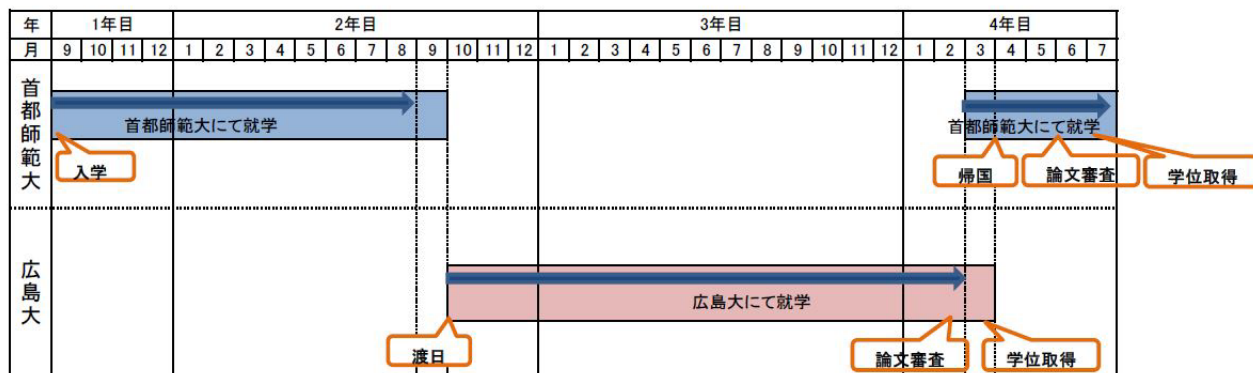 年 1年目 2年目 3年目 4年目
月 9 10 11 12 1 2 3 4 5 6 7 8 9 10 11 12 1 2 3 4 5 6 7 8 9 10 11 12 1 2 3 4 5 6 7
首都師範大
首都師範大にて就学 首都師範大にて就学
入学 帰国 論文審査 学位取得
広島大
広島大にて就学
渡日 論文審査 学位取得